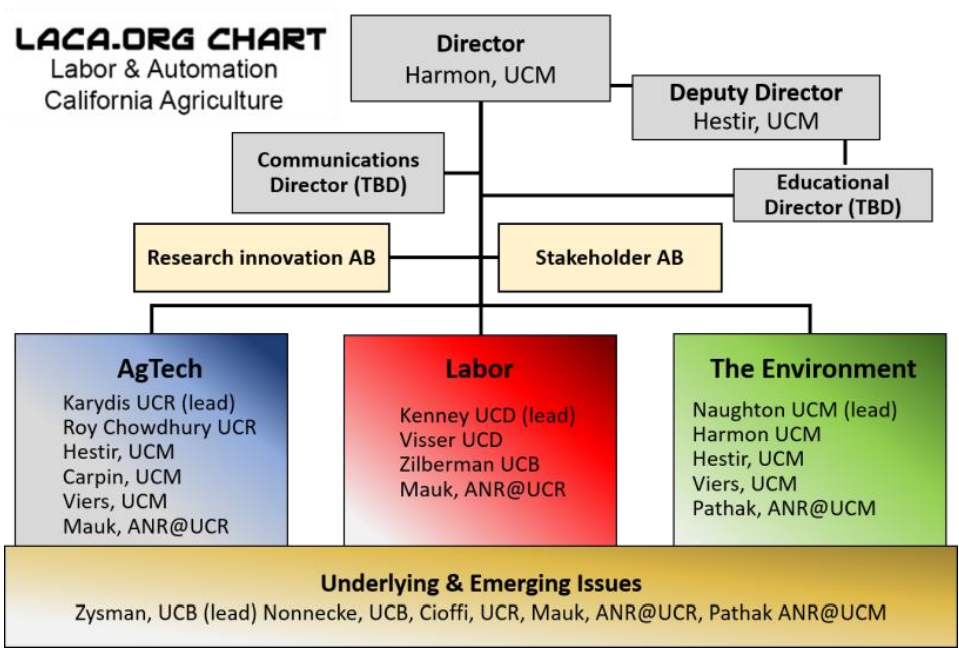 LACA.ORG CHART
Labor & Automation
California Agriculture
Director
Harmon, UCM
Deputy Director
Hestir, UCM
Communications
Director (TBD)
Educational
Director (TBD)
Research innovation AB
Stakeholder AB
AgTech
Karydis UCR (lead)
Roy Chowdhury UCR
Hestir, UCM
Carpin, UCM
Viers, UCM
Mauk, ANR@UCR
Labor
Kenney UCD (lead)
Visser UCD
Zilberman UCB
Mauk, ANR@UCR
The Environment
Naughton UCM (lead)
Harmon UCM
Hestir, UCM
Viers, UCM
Pathak, ANR@UCM
Underlying & Emerging Issues
Zysman, UCB (lead) Nonnecke, UCB, Cioffi, UCR, Mauk, ANR@UCR, Pathak ANR@UCM